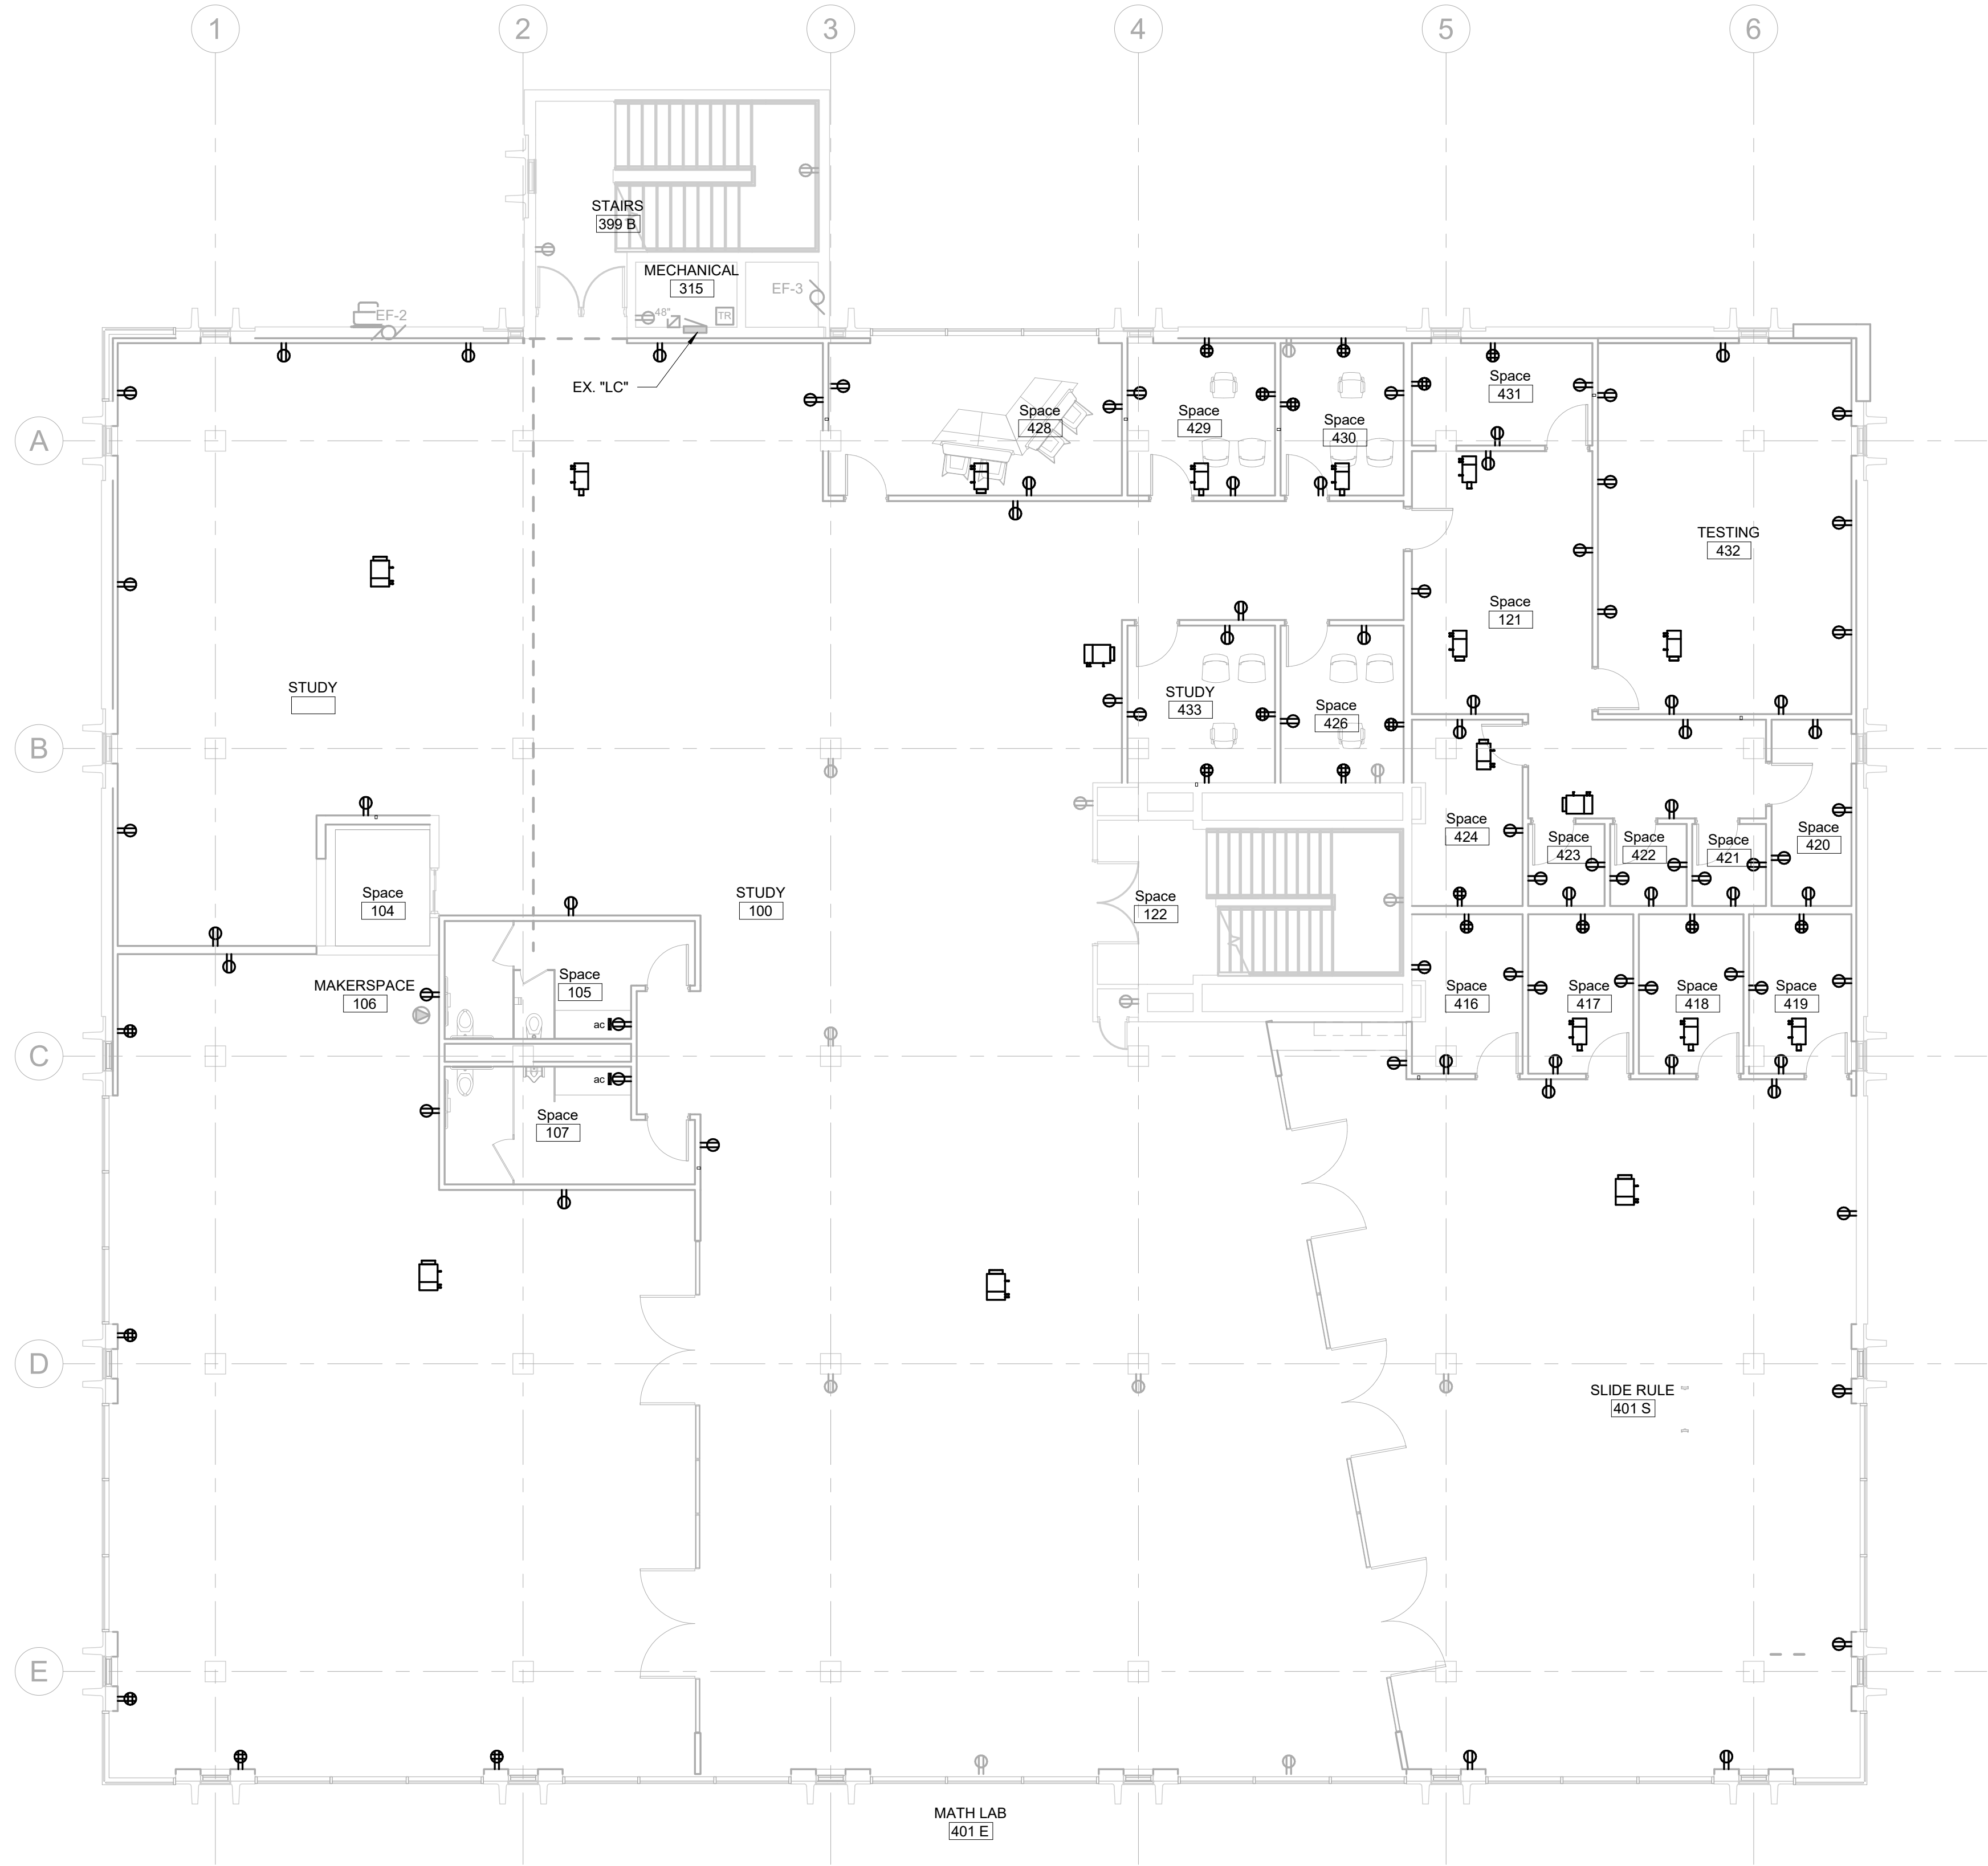 1
2
3
4
5
6
STAIRS
399 B
MECHANICAL
315
EF-3
48"
TR
EF-2
EX. "LC"
A
Space
428
Space
429
Space
430
Space
431
TESTING
432
Space
121
STUDY
STUDY
433
Space
426
B
Space
424
Space
423
Space
422
Space
421
Space
420
Space
104
STUDY
100
Space
122
MAKERSPACE
106
Space
105
ac
Space
416
Space
417
Space
418
Space
419
C
ac
Space
107
D
SLIDE RULE
401 S
E
MATH LAB
401 E